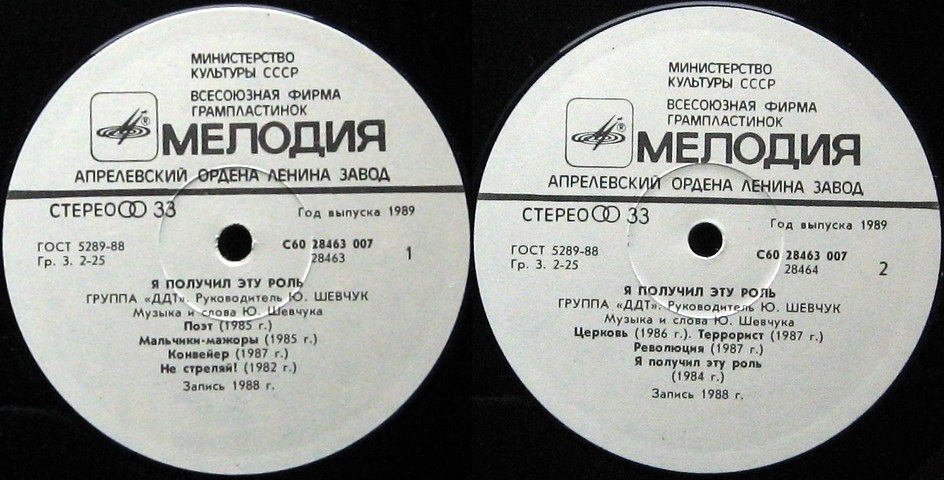 МИНИСТЕРСТВО
КУЛЬТУРЫ СССР
ВСЕСОЮЗНАЯ ФИРМА
ГРАМПЛАСТИНОК
®
МЕЛОДИЯ
АПРЕЛЕВСКИЙ ОРДЕНА ЛЕНИНА ЗАВОД
СТЕРЕО 33
Год выпуска 1989
ГОСТ 5289-88
Гр. 3. 2-25
С60 28463 007
28463
1
Я ПОЛУЧИЛ ЭТУ РОЛЬ
ГРУППА «ДДТ». Руководитель Ю. ШЕВЧУК
Музыка и слова Ю. Шевчука
Поэт (1985 г.)
Мальчики-мажоры (1985 г.)
Конвейер (1987 г.)
Не стреляй! (1982 г.)
Запись 1988 г.
МИНИСТЕРСТВО
КУЛЬТУРЫ СССР
ВСЕСОЮЗНАЯ ФИРМА
ГРАМПЛАСТИНОК
®
МЕЛОДИЯ
АПРЕЛЕВСКИЙ ОРДЕНА ЛЕНИНА ЗАВОД
СТЕРЕО 33
Год выпуска 1989
ГОСТ 5289-88
Гр. 3. 2-25
С60 28463 007
28464
2
Я ПОЛУЧИЛ ЭТУ РОЛЬ
ГРУППА «ДДТ». Руководитель Ю. ШЕВЧУК
Музыка и слова Ю. Шевчука
Церковь (1986 г.). Террорист (1987 г.)
Революция (1987 г.)
Я получил эту роль
(1984 г.)
Запись 1988 г.